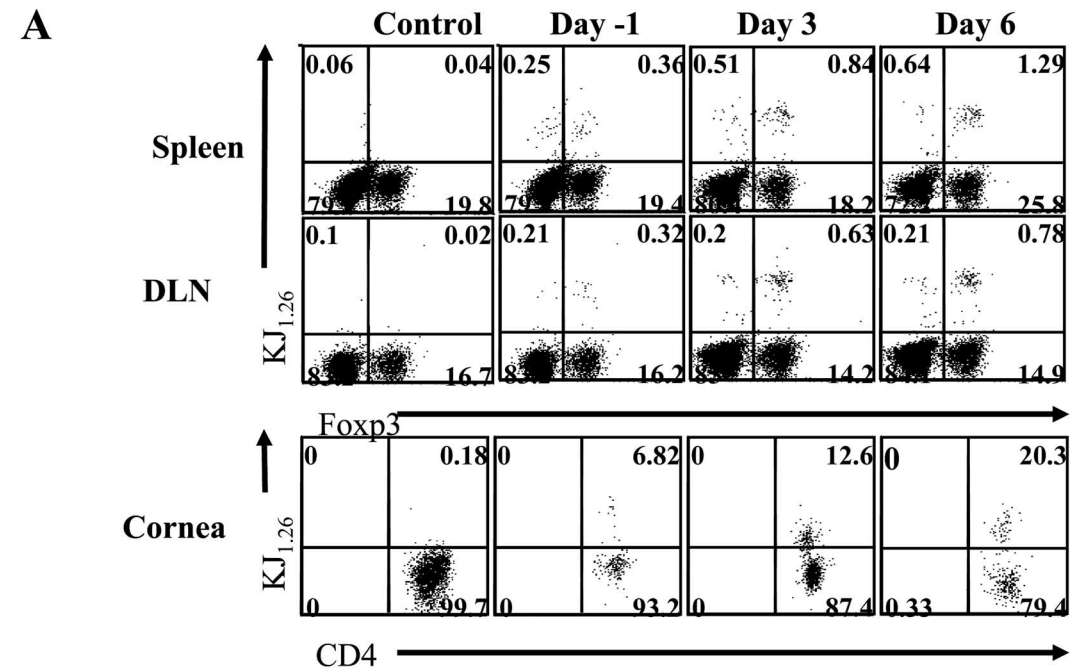 A
Control Day -1 Day 3 Day 6
0.06 0.04 0.25 0.36 0.51 0.84 0.64 1.29
Spleen
19.8 19.4 18.2 25.8
0.1 0.02 0.21 0.32 0.2 0.63 0.21 0.78
DLN
KJ1.26
16.7 16.2 14.2 14.9
Foxp3
0 0.18 0 6.82 0 12.6 0 20.3
Cornea
KJ1.26
0 99.7 0 93.2 0 87.4 0.33 79.4
CD4